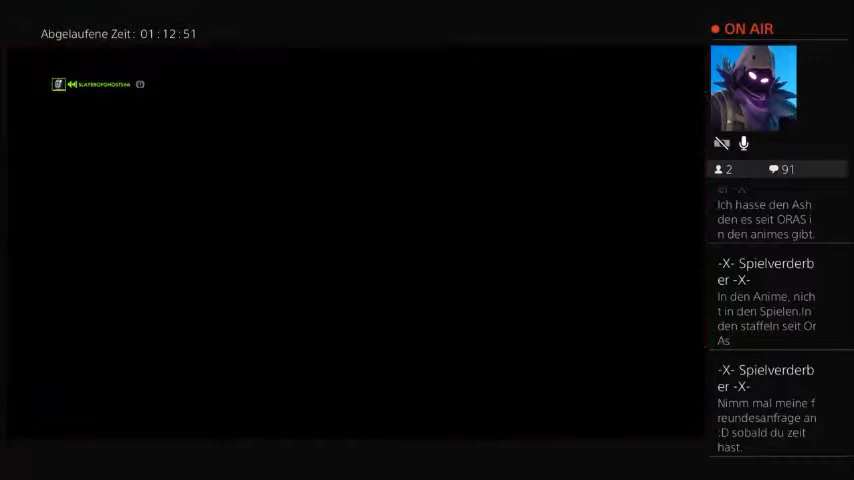 Abgelaufene Zeit: 01:12:51
ON AIR
SLAYEROFGHOSTS66
2 91
er -X-
Ich hasse den Ash
den es seit ORAS i
n den animes gibt.
-X- Spielverderb
er -X-
In den Anime, nich
t in den Spielen.In
den staffeln seit Or
As
-X- Spielverderb
er -X-
Nimm mal meine f
reundesanfrage an
:D sobald du zeit
hast.